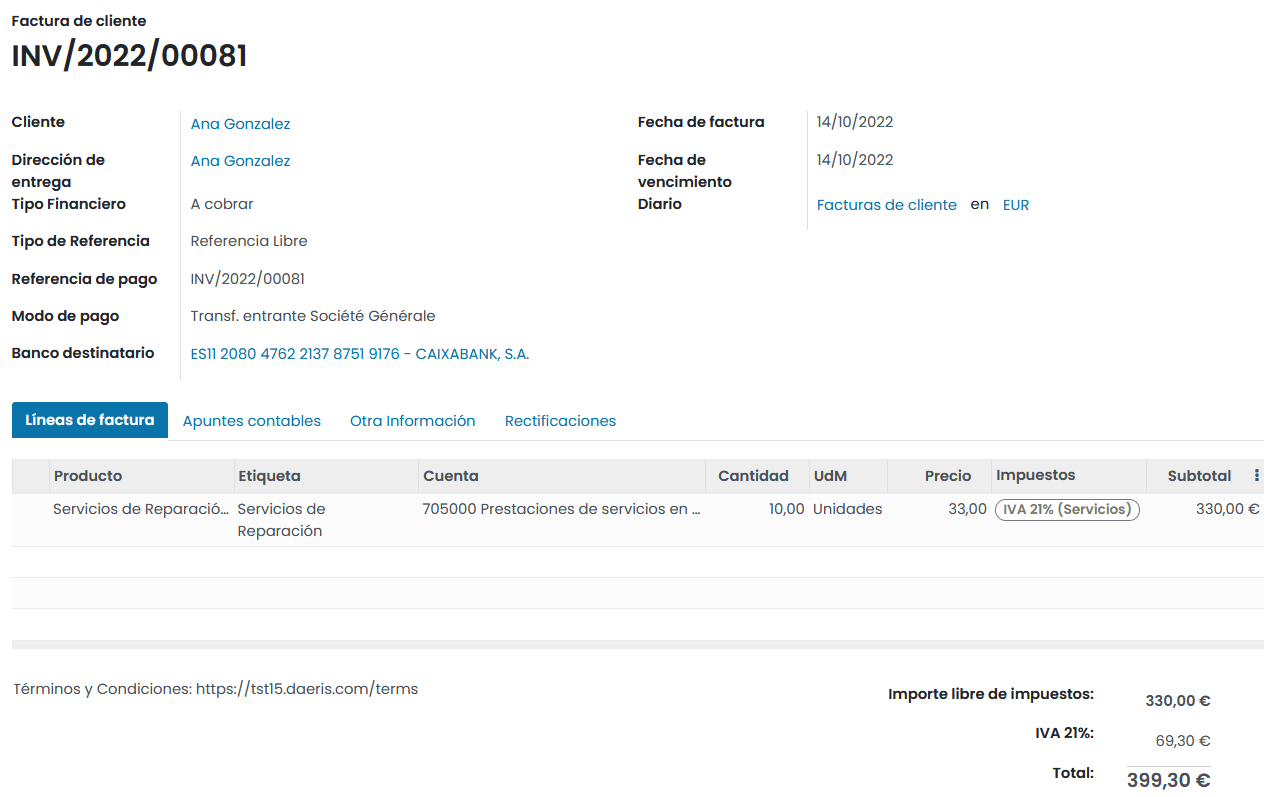 Factura de cliente
INV/2022/00081
Cliente
Ana Gonzalez
Dirección de
entrega
Ana Gonzalez
Tipo Financiero
A cobrar
Tipo de Referencia
Referencia Libre
Referencia de pago
INV/2022/00081
Modo de pago
Transf. entrante Société Générale
Banco destinatario
ES11 2080 4762 2137 8751 9176 - CAIXABANK, S.A.
Fecha de factura
14/10/2022
Fecha de
vencimiento
14/10/2022
Diario
Facturas de cliente en EUR
Líneas de factura Apuntes contables Otra Información Rectificaciones
Producto Etiqueta Cuenta Cantidad UdM Precio Impuestos Subtotal
Servicios de Reparació... Servicios de 705000 Prestaciones de servicios en ... 10,00 Unidades 33,00 IVA 21% (Servicios) 330,00 €
Reparación
Términos y Condiciones: https://tst15.daeris.com/terms
Importe libre de impuestos: 330,00 €
IVA 21%: 69,30 €
Total: 399,30 €